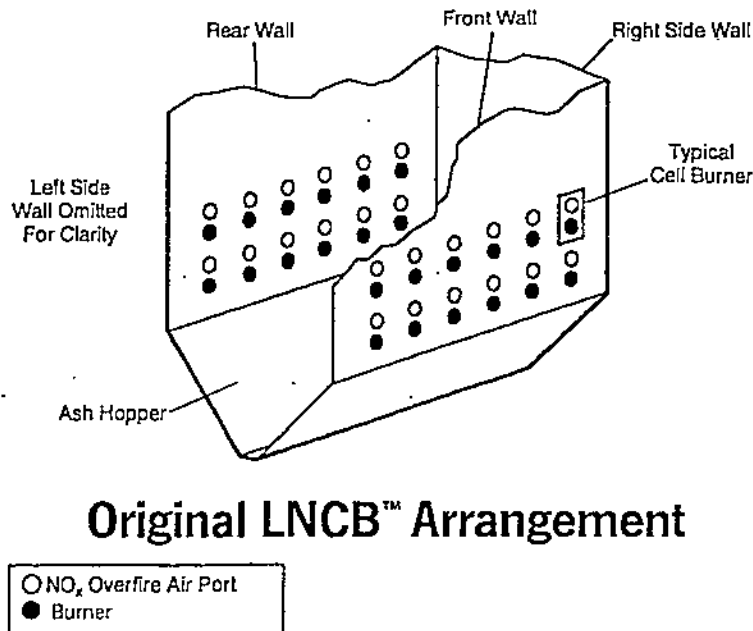 Rear Wall
Front Wall
Right Side Wall
Left Side
Wall Omitted
For Clarity
Typical
Cell Burner
Ash Hopper
Original LNCB™ Arrangement
NOx Overfire Air Port
Burner